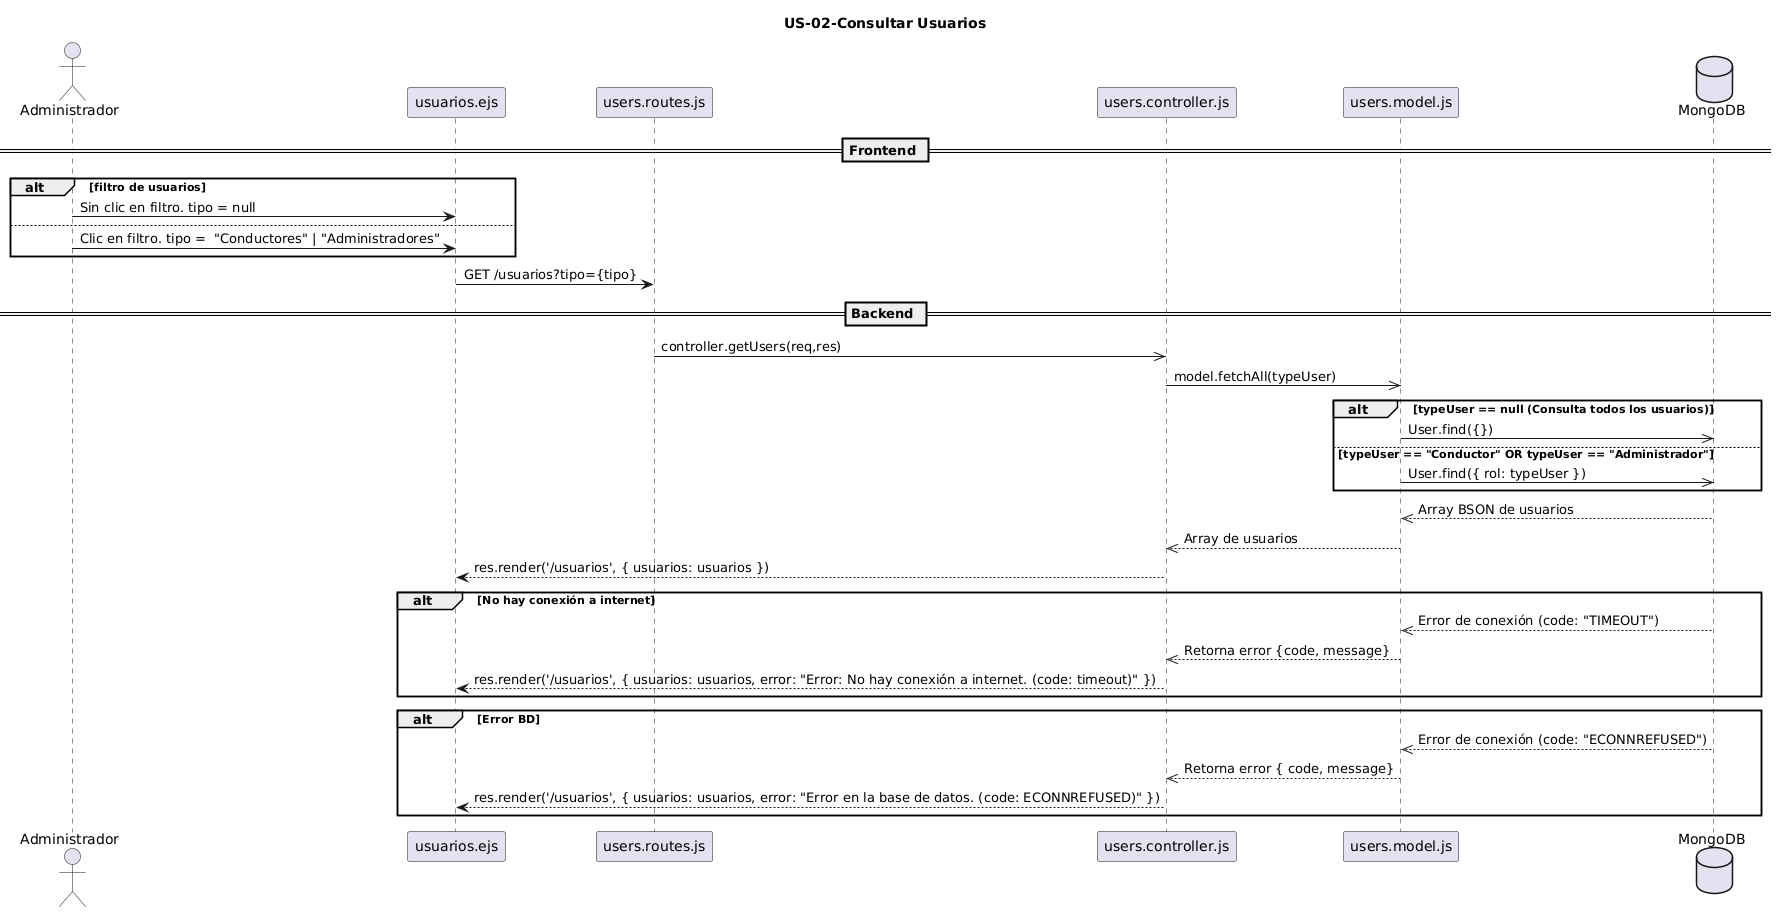 US-02-Consultar Usuarios
Administrador
usuarios.ejs
users.routes.js
users.controller.js
users.model.js
MongoDB
Frontend
alt [filtro de usuarios]
Sin clic en filtro. tipo = null
Clic en filtro. tipo =  "Conductores" | "Administradores"
GET /usuarios?tipo={tipo}
Backend
controller.getUsers(req,res)
model.fetchAll(typeUser)
alt [typeUser == null (Consulta todos los usuarios)]
User.find({})
[typeUser == "Conductor" OR typeUser == "Administrador"]
User.find({ rol: typeUser })
Array BSON de usuarios
Array de usuarios
res.render('/usuarios', { usuarios: usuarios })
alt [No hay conexión a internet]
Error de conexión (code: "TIMEOUT")
Retorna error {code, message}
res.render('/usuarios', { usuarios: usuarios, error: "Error: No hay conexión a internet. (code: timeout)" })
alt [Error BD]
Error de conexión (code: "ECONNREFUSED")
Retorna error { code, message}
res.render('/usuarios', { usuarios: usuarios, error: "Error en la base de datos. (code: ECONNREFUSED)" })
Administrador
usuarios.ejs
users.routes.js
users.controller.js
users.model.js
MongoDB